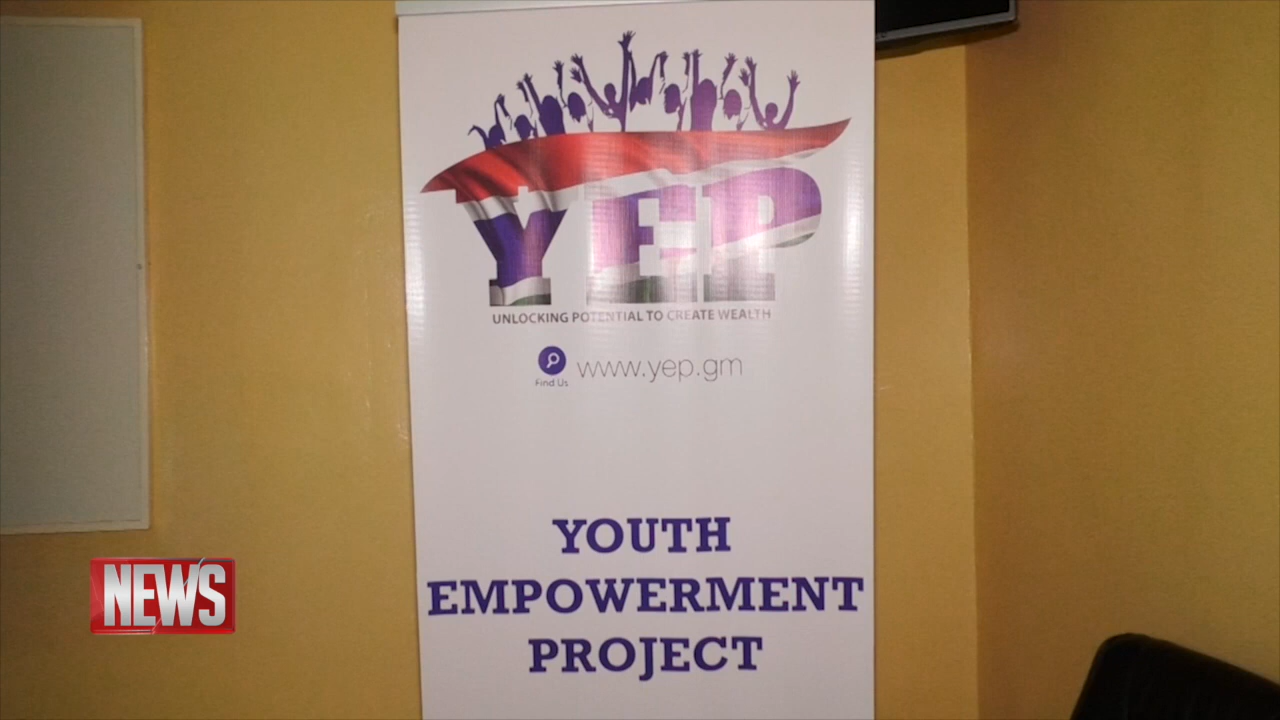 YEP
UNLOCKING POTENTIAL TO CREATE WEALTH
Find Us
www.yep.gm
YOUTH
EMPOWERMENT
PROJECT
NEWS